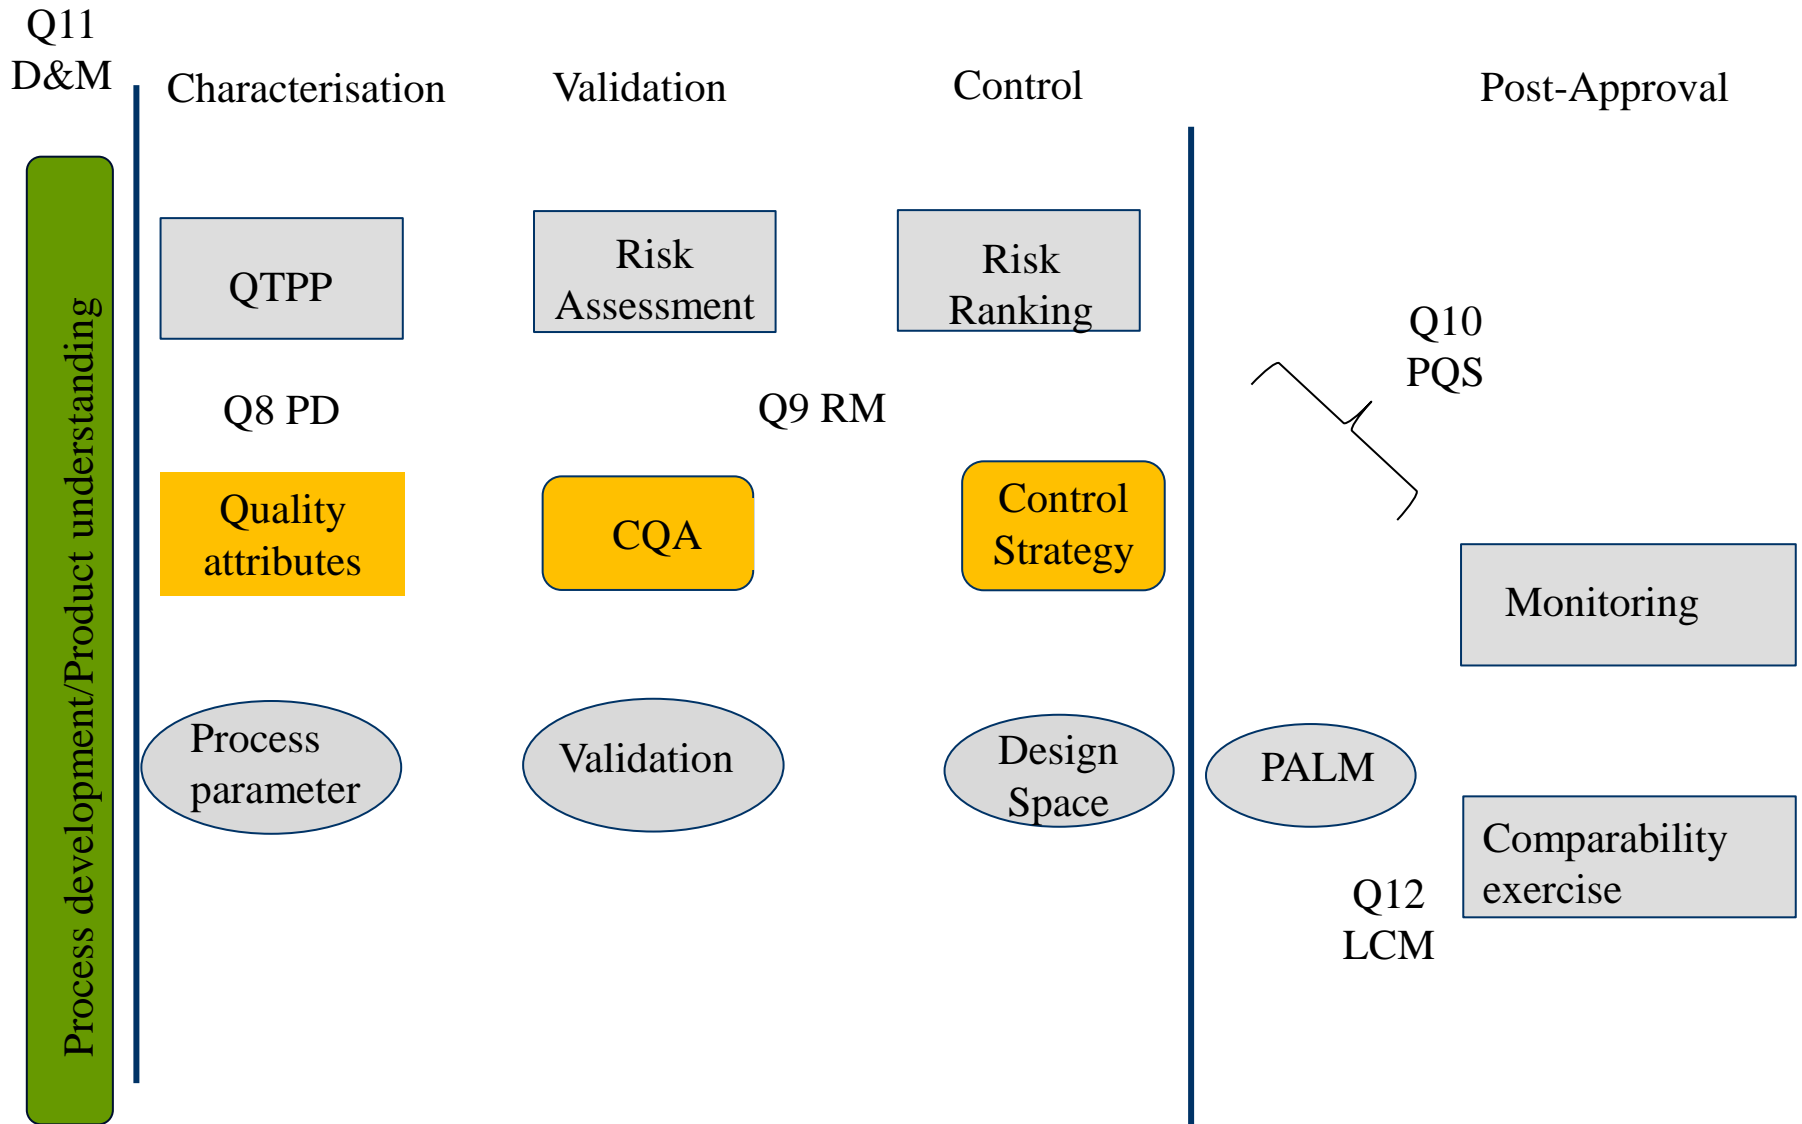 Q11
D&M
Characterisation
Validation
Control
Post-Approval
Process development/Product understanding
QTPP
Risk
Assessment
Risk
Ranking
Q10
PQS
Q8 PD
Q9 RM
Quality
attributes
CQA
Control
Strategy
Monitoring
Process
parameter
Validation
Design
Space
PALM
Comparability
exercise
Q12
LCM